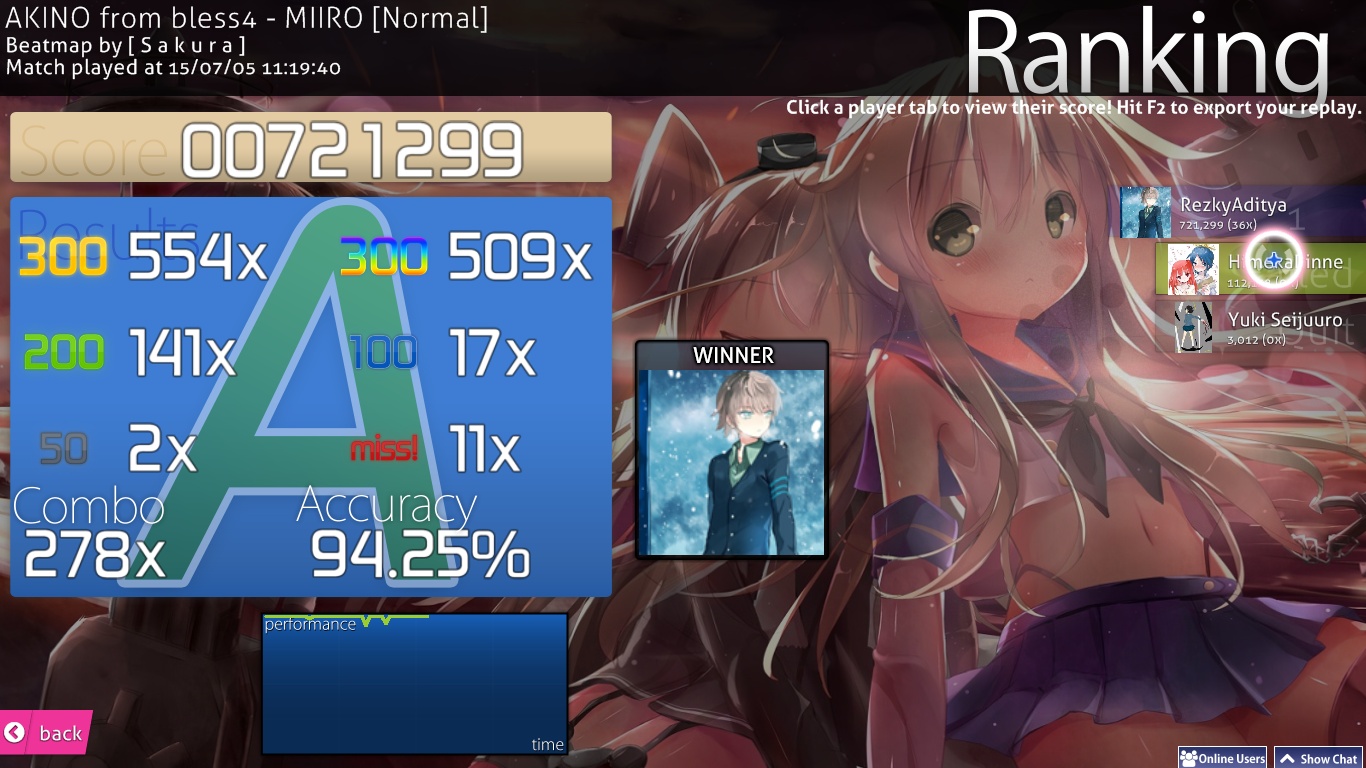 AKINO from bless4 - MIIRO [Normal]
Beatmap by [ S a k u r a ]
Match played at 15/07/05 11:19:40
Ranking
Click a player tab to view their score! Hit F2 to export your replay.
Score 00721299
Results
300 554x 300 509x
200 141x 100 17x
50 2x miss! 11x
Combo Accuracy
278x 94.25%
A
WINNER
RezkyAditya
721,299 (36x)
1
Yuki Seijuuro
3,012 (0x)
performance
time
back
Online Users
Show Chat